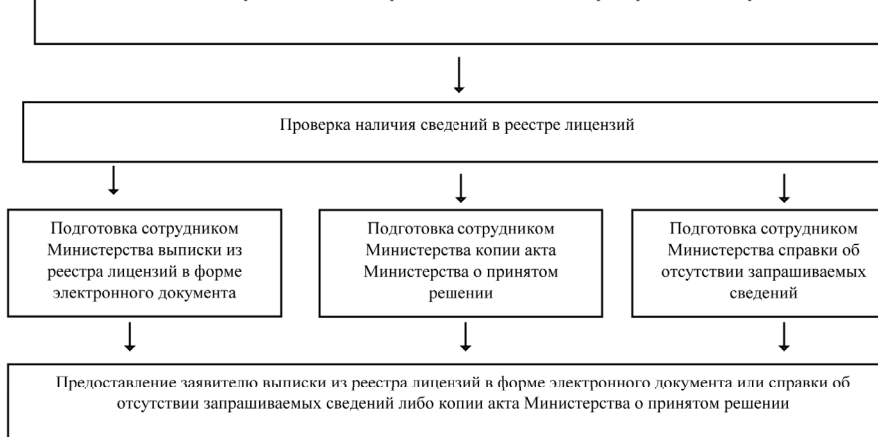 Проверка наличия сведений в реестре лицензий
Подготовка сотрудником
Министерства выписки из
реестра лицензий в форме
электронного документа
Подготовка сотрудником
Министерства копии акта
Министерства о принятом
решении
Подготовка сотрудником
Министерства справки об
отсутствии запрашиваемых
сведений
Предоставление заявителю выписки из реестра лицензий в форме электронного документа или справки об
отсутствии запрашиваемых сведений либо копии акта Министерства о принятом решении